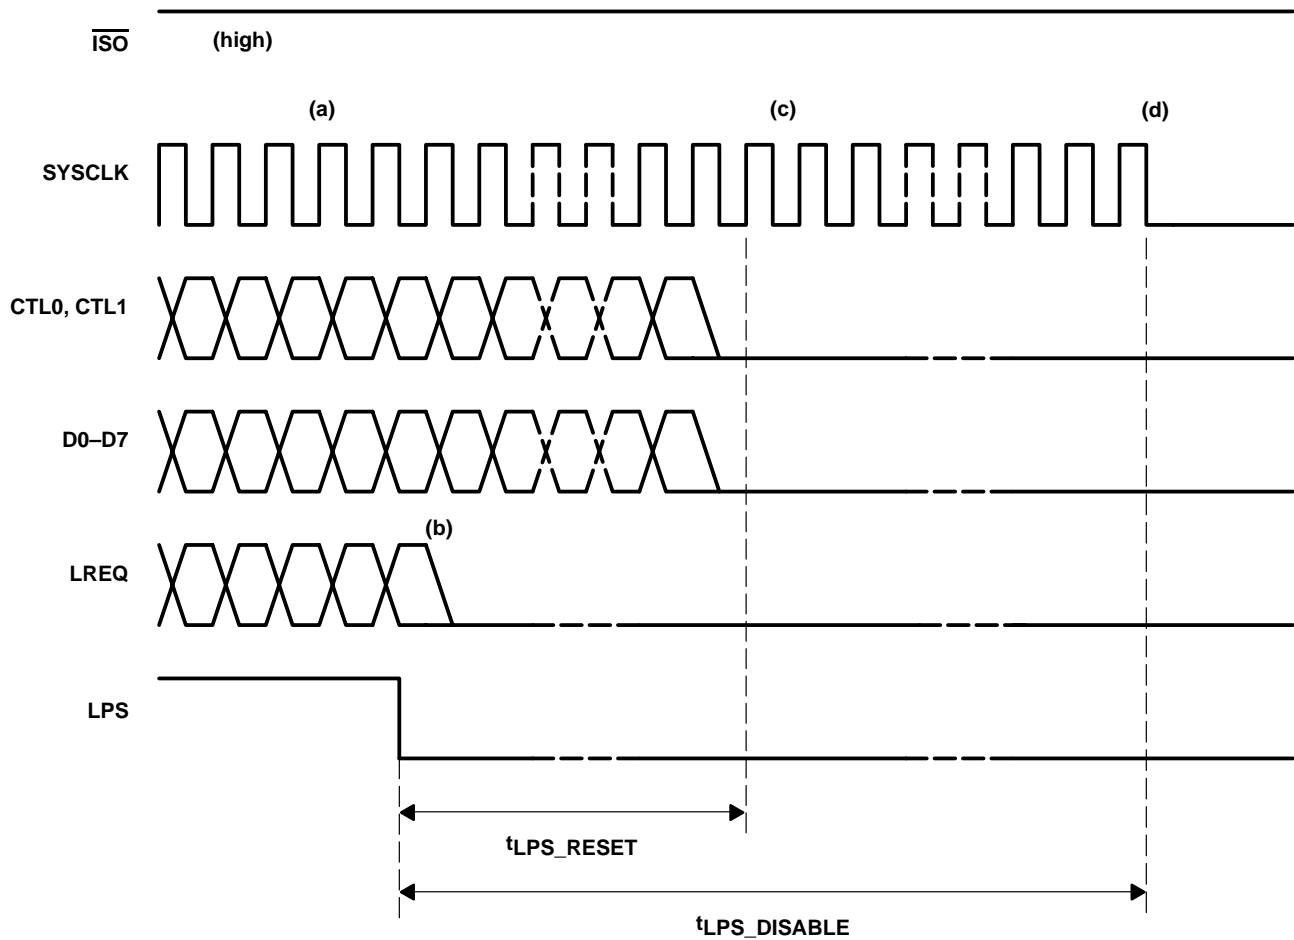 ISO (high)
(a) (c) (d)
SYSCLK
CTL0, CTL1
D0–D7
(b)
LREQ
LPS
tLPS_RESET
tLPS_DISABLE